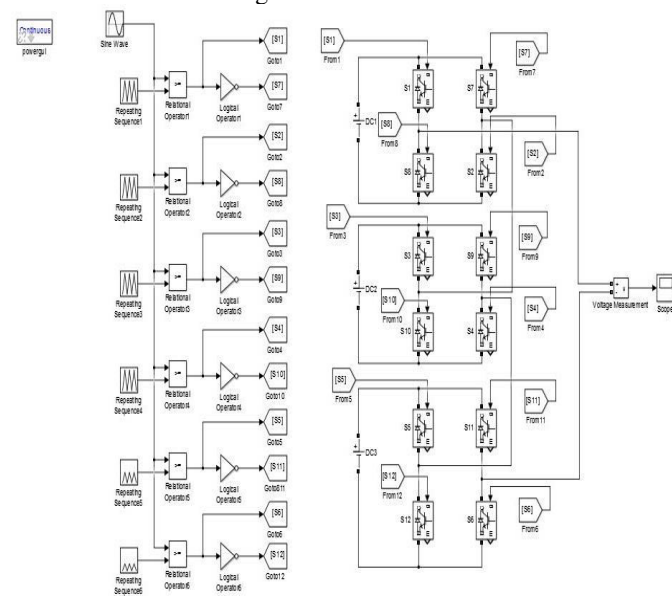 Continuous
powergui
Sine Wave
Repeating
Sequence1
>=
Relational
Operator1
Logical
Operator1
[S1]
Goto1
[S7]
Goto7
Repeating
Sequence2
>=
Relational
Operator2
Logical
Operator2
[S2]
Goto2
[S8]
Goto8
Repeating
Sequence3
>=
Relational
Operator3
Logical
Operator3
[S3]
Goto3
[S9]
Goto9
Repeating
Sequence4
>=
Relational
Operator4
Logical
Operator4
[S4]
Goto4
[S10]
Goto10
Repeating
Sequence5
>=
Relational
Operator5
Logical
Operator5
[S5]
Goto5
[S11]
Repeating
Sequence6
>=
Relational
Operator6
Logical
Operator6
[S6]
Goto6
[S12]
Goto12
[S1]
From1
S1
S7
[S7]
From7
DC1
[S8]
From8
S8
S2
[S2]
From2
[S3]
From3
S3
S9
[S9]
From9
DC2
[S10]
From10
S10
S4
[S4]
From4
[S5]
From5
S5
S11
[S11]
From11
DC3
[S12]
From12
S12
S6
[S6]
From6
+
-
v
Voltage Measurement
Scope